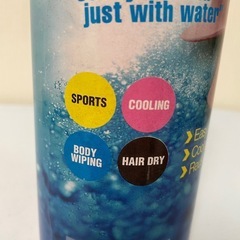 just with water
SPORTS
COOLING
BODY
WIPING
HAIR DRY